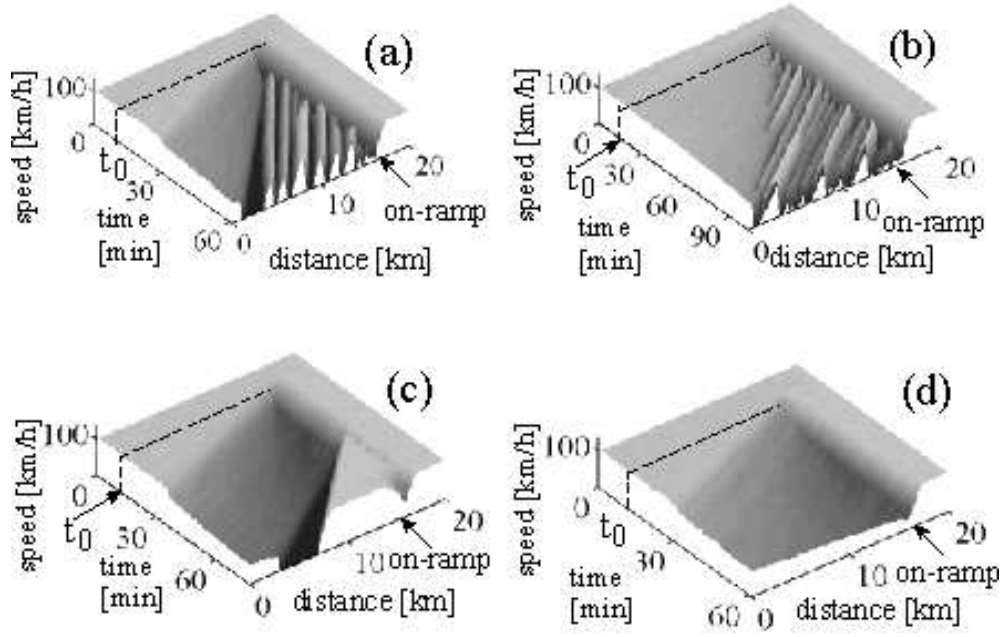 (a)
speed [km/h]
100
0
t0
30
time
[min]
60
0
10
20
on-ramp
distance [km]
(b)
speed [km/h]
100
0
t0
30
time
[min]
60
90
0
10
20
on-ramp
distance [km]
(c)
speed [km/h]
100
0
t0
30
time
[min]
60
0
10
20
on-ramp
distance [km]
(d)
speed [km/h]
100
0
t0
30
time
[min]
60
0
10
20
on-ramp
distance [km]